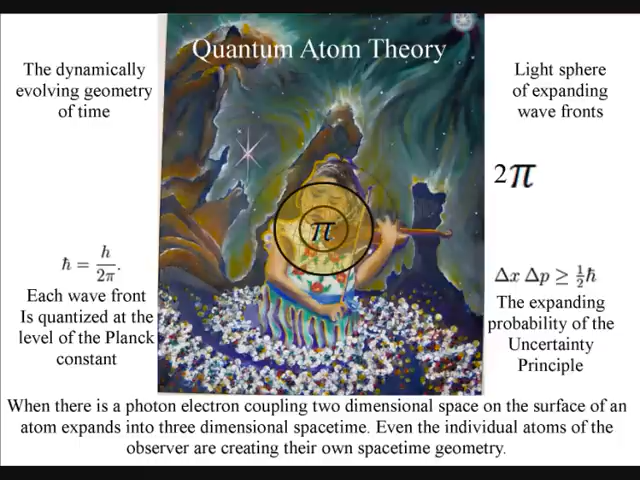 Quantum Atom Theory
The dynamically
evolving geometry
of time
Light sphere
of expanding
wave fronts
2π
π
ħ = h / 2π.
Each wave front
Is quantized at the
level of the Planck
constant
Δx Δp ≥ ½ħ
The expanding
probability of the
Uncertainty
Principle
When there is a photon electron coupling two dimensional space on the surface of an
atom expands into three dimensional spacetime. Even the individual atoms of the
observer are creating their own spacetime geometry.